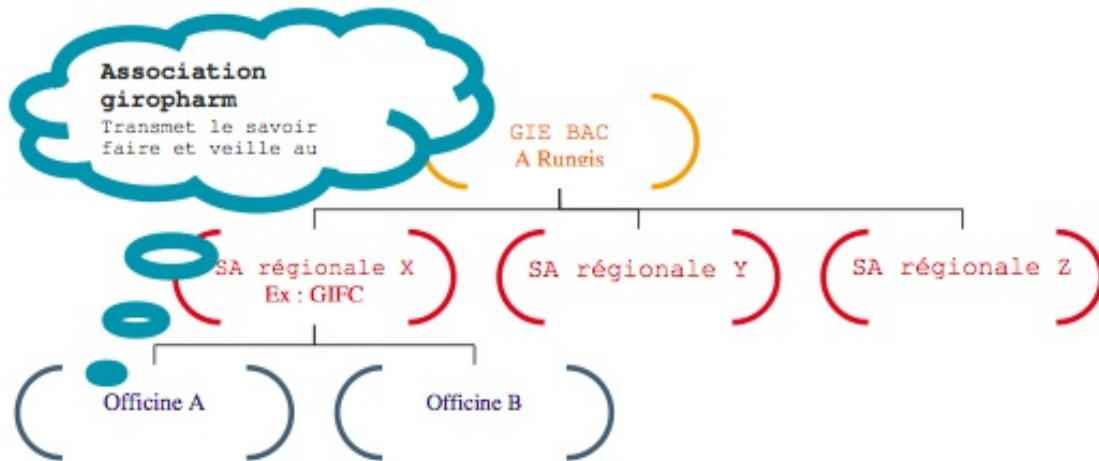 Association
giropharm
Transmet le savoir
faire et veille au
GIE BAC
A Rungis
SA régionale X
Ex : GIFC
SA régionale Y
SA régionale Z
Officine A
Officine B